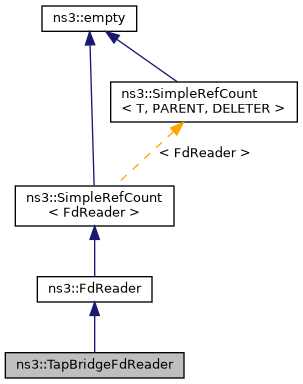 ns3::empty
ns3::SimpleRefCount
< T, PARENT, DELETER >
< FdReader >
ns3::SimpleRefCount
< FdReader >
ns3::FdReader
ns3::TapBridgeFdReader